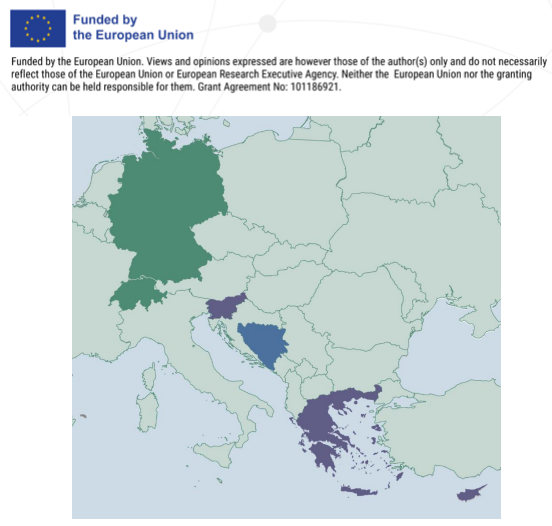 Funded by
the European Union
Funded by the European Union. Views and opinions expressed are however those of the author(s) only and do not necessarily
reflect those of the European Union or European Research Executive Agency. Neither the European Union nor the granting
authority can be held responsible for them. Grant Agreement No: 101186921.